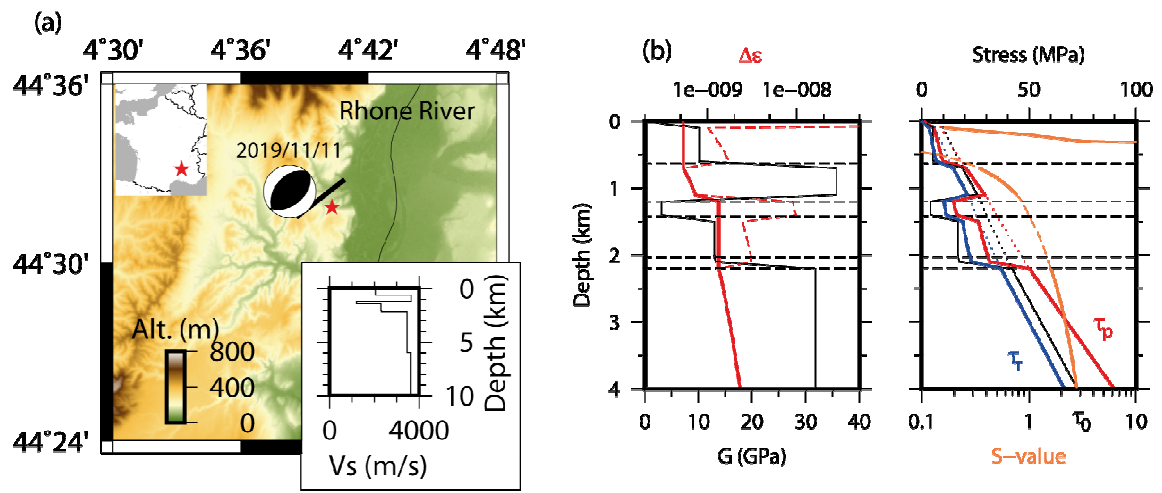 (a)
4°30' 4°36' 4°42' 4°48'
44°36'
44°30'
44°24'
Rhone River
2019/11/11
Alt. (m)
800
400
0
0
5
10
Depth (km)
0 4000
Vs (m/s)
(b)
Δε
1e-009 1e-008
0
1
2
3
4
Depth (km)
0 10 20 30 40
G (GPa)
Stress (MPa)
0 50 100
τp
τr
τ0
0.1 1 10
S-value